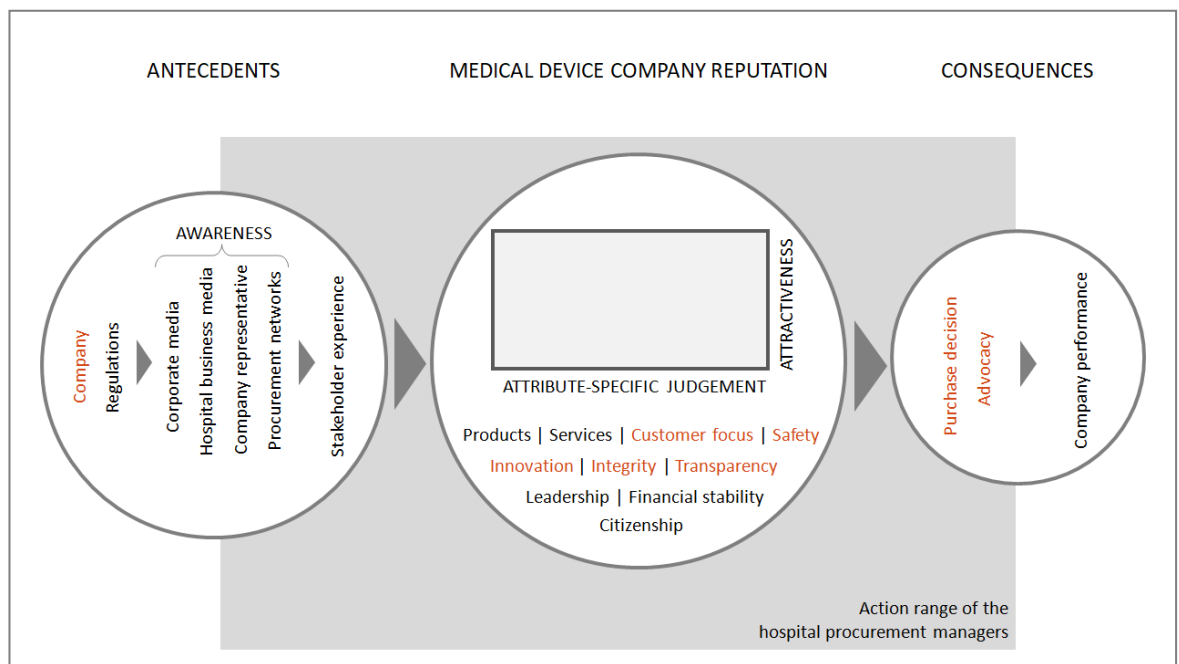 ANTECEDENTS
MEDICAL DEVICE COMPANY REPUTATION
CONSEQUENCES
AWARENESS
Company
Regulations
Corporate media
Hospital business media
Company representative
Procurement networks
Stakeholder experience
ATTRACTIVENESS
ATTRIBUTE-SPECIFIC JUDGEMENT
Products | Services | Customer focus | Safety
Innovation | Integrity | Transparency
Leadership | Financial stability
Citizenship
Purchase decision
Advocacy
Company performance
Action range of the
hospital procurement managers